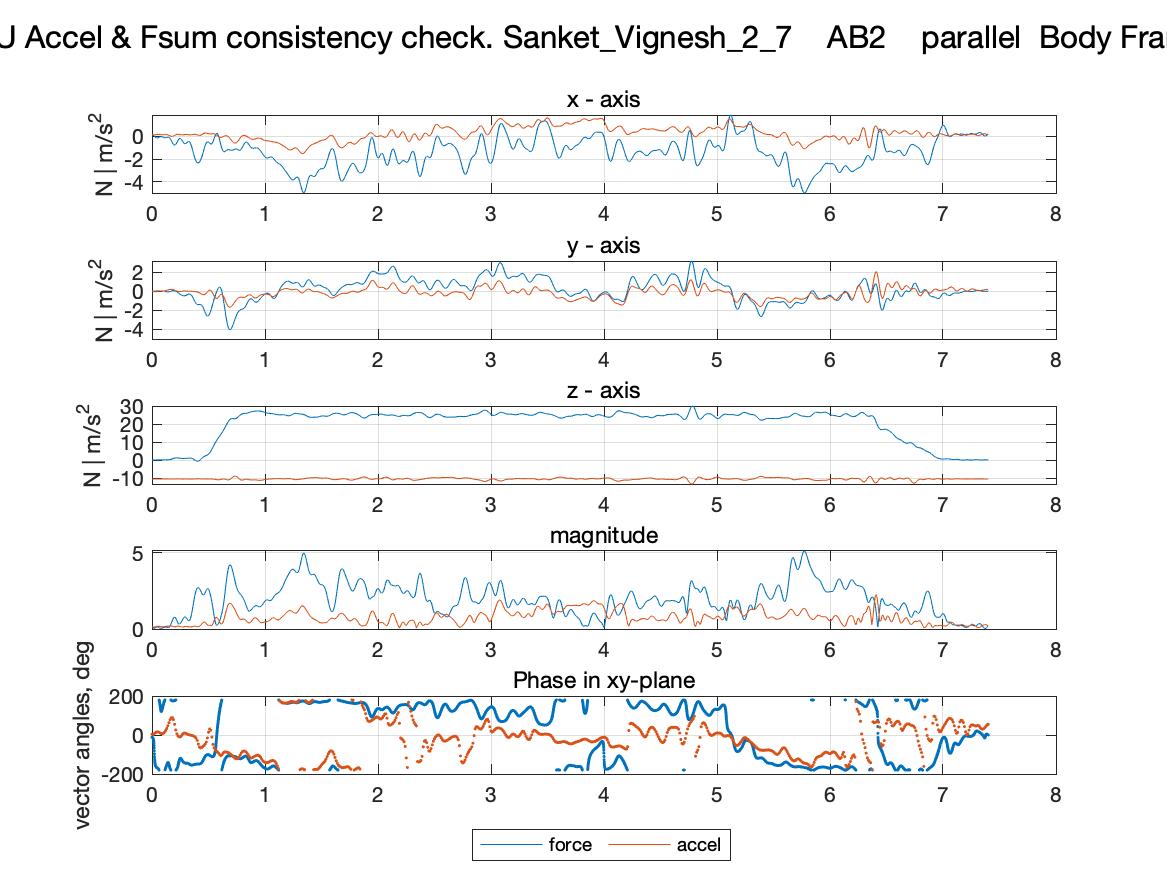 U Accel & Fsum consistency check. Sanket_Vignesh_2_7 AB2 parallel Body Fra
x - axis
N | m/s²
0
-2
-4
0 1 2 3 4 5 6 7 8
y - axis
N | m/s²
2
0
-2
-4
0 1 2 3 4 5 6 7 8
z - axis
N | m/s²
30
20
10
0
-10
0 1 2 3 4 5 6 7 8
magnitude
5
0
0 1 2 3 4 5 6 7 8
Phase in xy-plane
vector angles, deg
200
0
-200
0 1 2 3 4 5 6 7 8
force accel